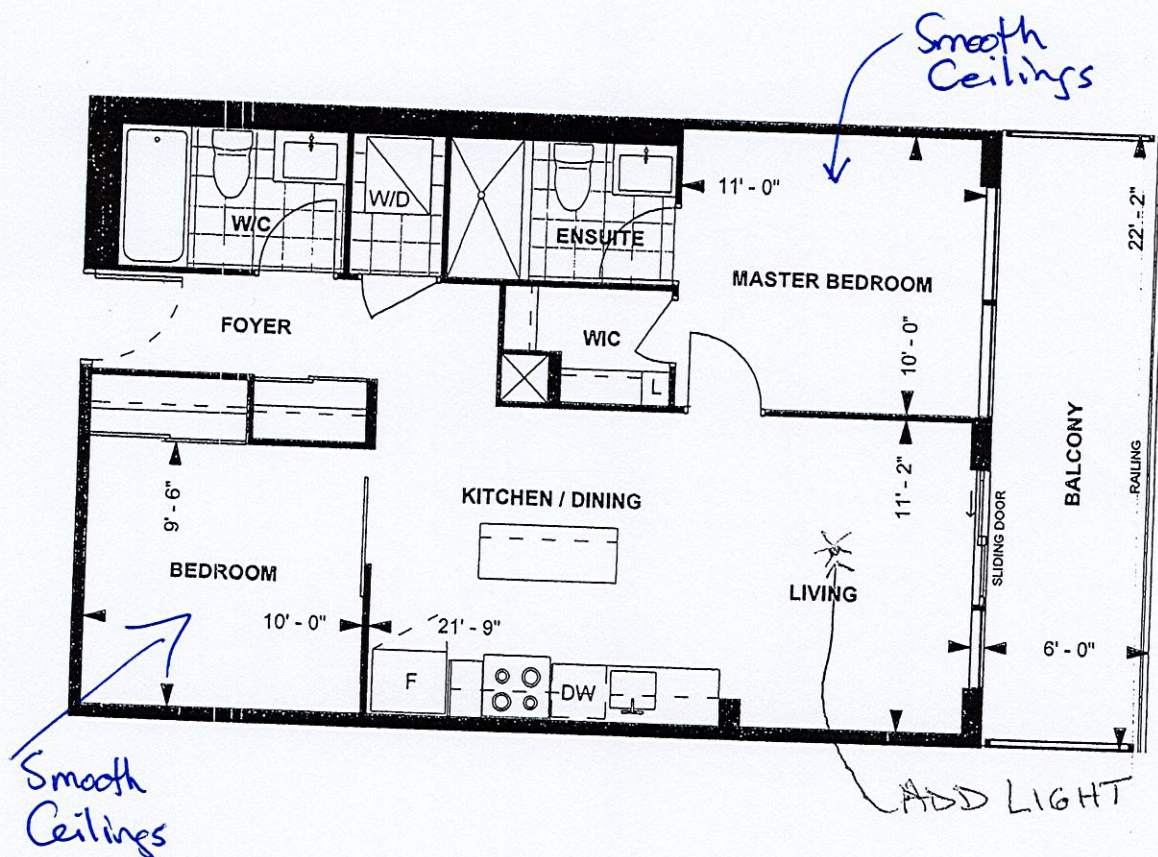 Smooth
Ceilings
W/C
W/D
ENSUITE
11' - 0"
MASTER BEDROOM
22' - 2"
FOYER
WIC
L
10' - 0"
BALCONY
RAILING
SLIDING DOOR
11' - 2"
KITCHEN / DINING
9' - 6"
BEDROOM
LIVING
10' - 0"
21' - 9"
6' - 0"
F
DW
Smooth
Ceilings
ADD LIGHT